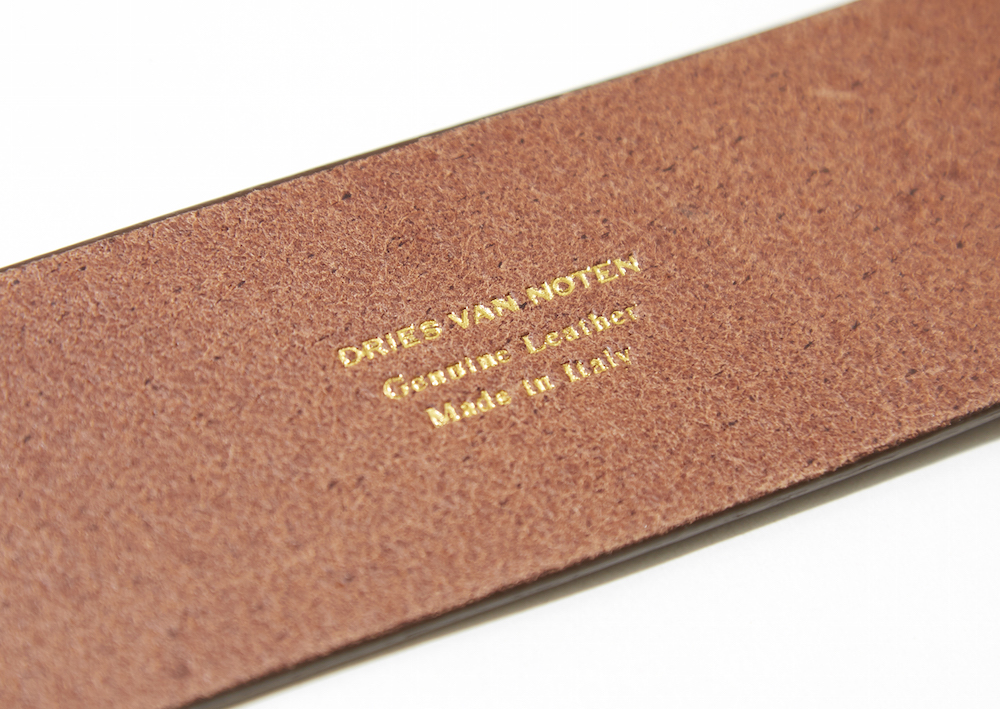 DRIES VAN NOTEN
Genuine Leather
Made in Italy